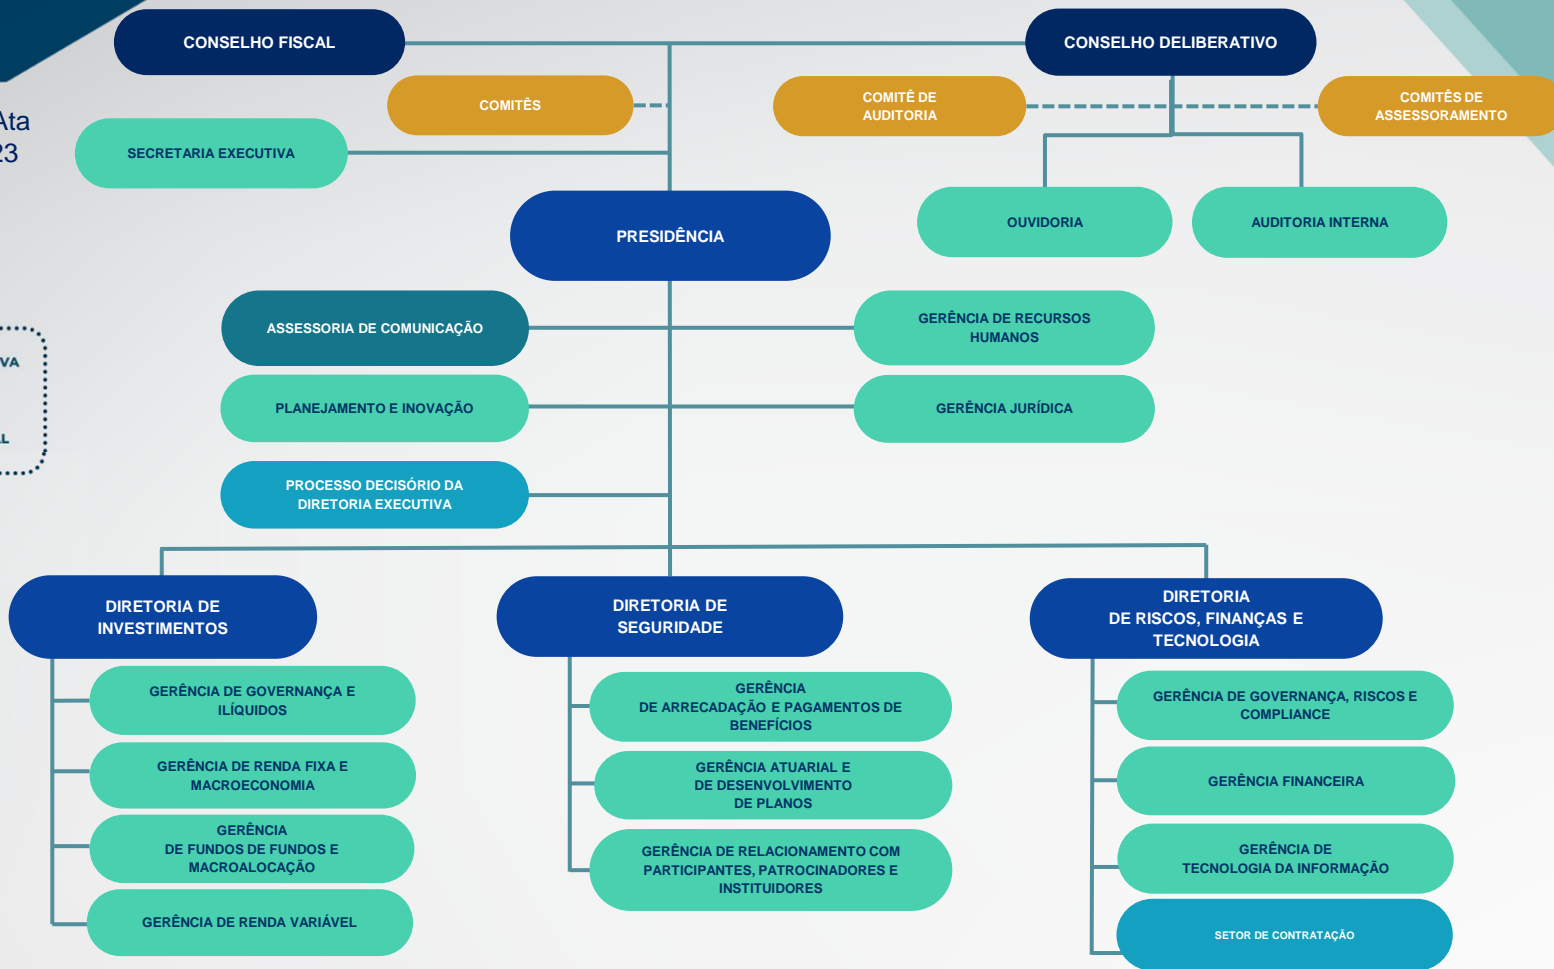 CONSELHO FISCAL
CONSELHO DELIBERATIVO
COMITÊS
COMITÊ DE
AUDITORIA
COMITÊS DE
ASSESSORAMENTO
Ata
23
SECRETARIA EXECUTIVA
PRESIDÊNCIA
OUVIDORIA
AUDITORIA INTERNA
ASSESSORIA DE COMUNICAÇÃO
GERÊNCIA DE RECURSOS
HUMANOS
VA
PLANEJAMENTO E INOVAÇÃO
GERÊNCIA JURÍDICA
AL
PROCESSO DECISÓRIO DA
DIRETORIA EXECUTIVA
DIRETORIA DE
INVESTIMENTOS
DIRETORIA DE
SEGURIDADE
DIRETORIA
DE RISCOS, FINANÇAS E
TECNOLOGIA
GERÊNCIA DE GOVERNANÇA E
ILÍQUIDOS
GERÊNCIA DE RENDA FIXA E
MACROECONOMIA
GERÊNCIA
DE FUNDOS DE FUNDOS E
MACROALOCAÇÃO
GERÊNCIA DE RENDA VARIÁVEL
GERÊNCIA
DE ARRECADAÇÃO E PAGAMENTOS DE
BENEFÍCIOS
GERÊNCIA ATUARIAL E
DE DESENVOLVIMENTO
DE PLANOS
GERÊNCIA DE RELACIONAMENTO COM
PARTICIPANTES, PATROCINADORES E
INSTITUIDORES
GERÊNCIA DE GOVERNANÇA, RISCOS E
COMPLIANCE
GERÊNCIA FINANCEIRA
GERÊNCIA DE
TECNOLOGIA DA INFORMAÇÃO
SETOR DE CONTRATAÇÃO